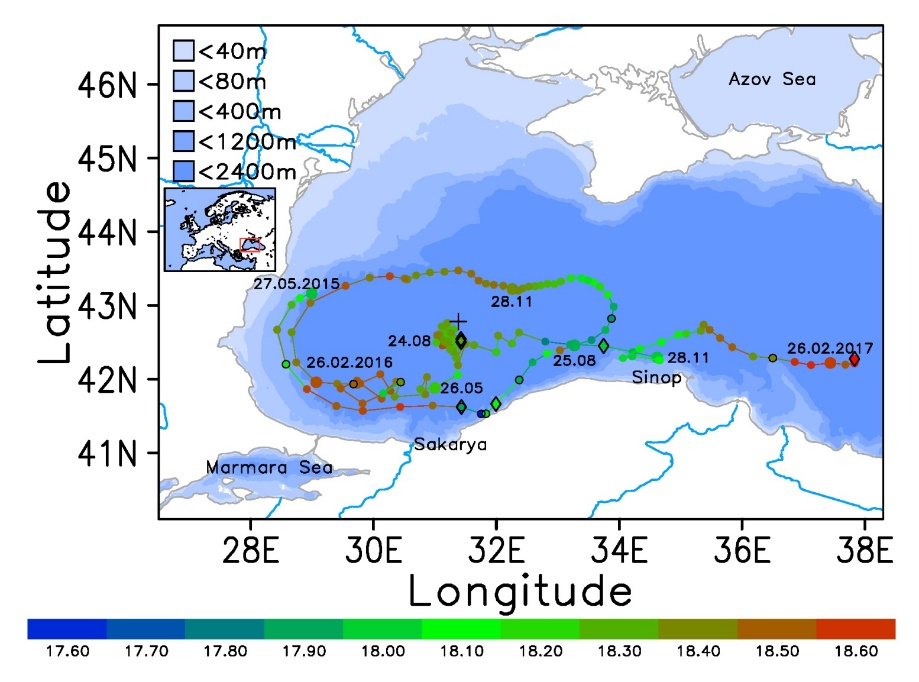 <40m
<80m
<400m
<1200m
<2400m
Azov Sea
46N
45N
44N
43N
42N
41N
Latitude
27.05.2015
28.11
24.08
26.02.2016
26.05
25.08
28.11
26.02.2017
Sinop
Sakarya
Marmara Sea
28E 30E 32E 34E 36E 38E
Longitude
17.60 17.70 17.80 17.90 18.00 18.10 18.20 18.30 18.40 18.50 18.60